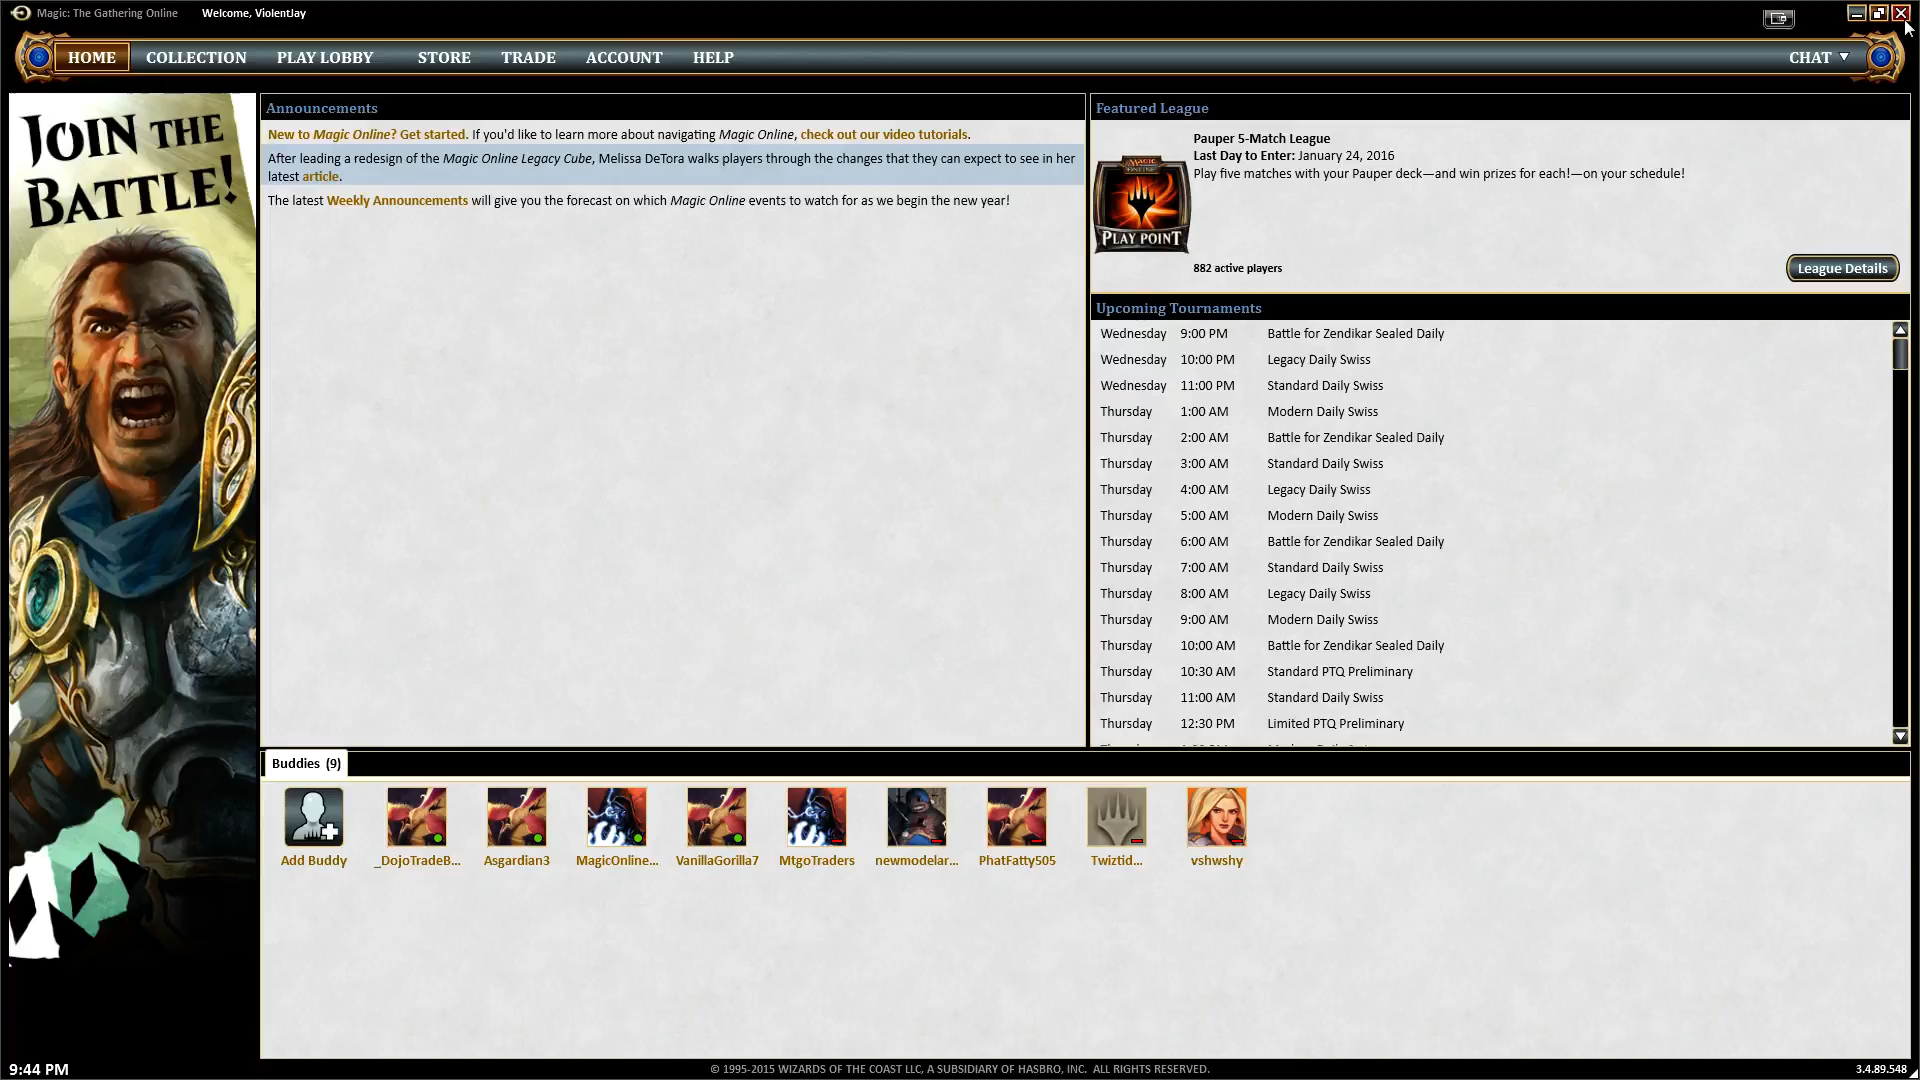 Magic: The Gathering Online Welcome, ViolentJay
HOME COLLECTION PLAY LOBBY STORE TRADE ACCOUNT HELP CHAT
JOIN THE
BATTLE!
Announcements
New to Magic Online? Get started. If you'd like to learn more about navigating Magic Online, check out our video tutorials.
After leading a redesign of the Magic Online Legacy Cube, Melissa DeTora walks players through the changes that they can expect to see in her
latest article.
The latest Weekly Announcements will give you the forecast on which Magic Online events to watch for as we begin the new year!
Featured League
MAGIC
ONLINE
PLAY POINT
Pauper 5-Match League
Last Day to Enter: January 24, 2016
Play five matches with your Pauper deck—and win prizes for each!—on your schedule!
882 active players
League Details
Upcoming Tournaments
Wednesday 9:00 PM Battle for Zendikar Sealed Daily
Wednesday 10:00 PM Legacy Daily Swiss
Wednesday 11:00 PM Standard Daily Swiss
Thursday 1:00 AM Modern Daily Swiss
Thursday 2:00 AM Battle for Zendikar Sealed Daily
Thursday 3:00 AM Standard Daily Swiss
Thursday 4:00 AM Legacy Daily Swiss
Thursday 5:00 AM Modern Daily Swiss
Thursday 6:00 AM Battle for Zendikar Sealed Daily
Thursday 7:00 AM Standard Daily Swiss
Thursday 8:00 AM Legacy Daily Swiss
Thursday 9:00 AM Modern Daily Swiss
Thursday 10:00 AM Battle for Zendikar Sealed Daily
Thursday 10:30 AM Standard PTQ Preliminary
Thursday 11:00 AM Standard Daily Swiss
Thursday 12:30 PM Limited PTQ Preliminary
Buddies (9)
Add Buddy _DojoTradeB... Asgardian3 MagicOnline... VanillaGorilla7 MtgoTraders newmodelar... PhatFatty505 Twiztid... vshwshy
9:44 PM
© 1995-2015 WIZARDS OF THE COAST LLC, A SUBSIDIARY OF HASBRO, INC. ALL RIGHTS RESERVED.
3.4.89.548